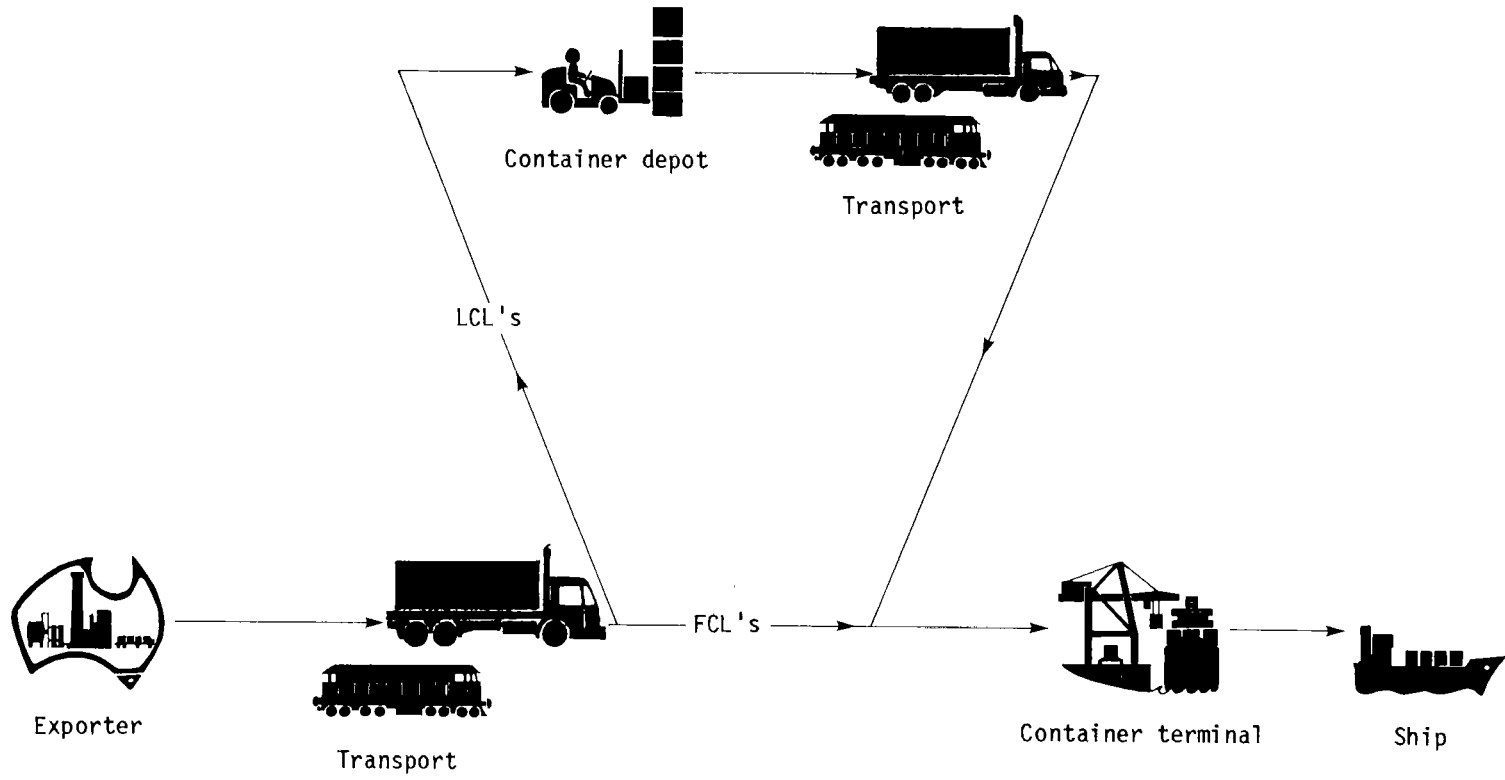 Container depot
Transport
LCL's
FCL's
Exporter
Transport
Container terminal
Ship